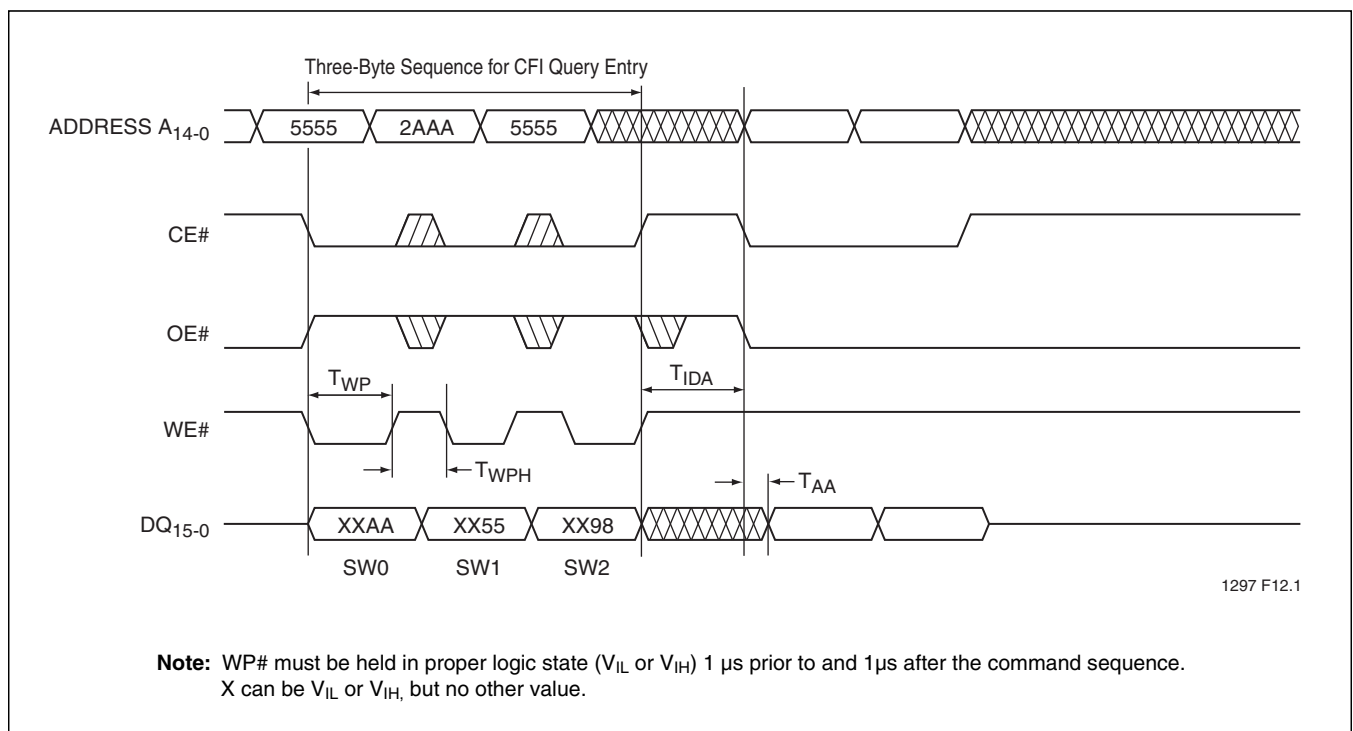 Three-Byte Sequence for CFI Query Entry
ADDRESS A14-0
5555 2AAA 5555
CE#
OE#
TWP TIDA
WE#
TWPH TAA
DQ15-0 XXAA XX55 XX98
SW0 SW1 SW2
1297 F12.1
Note: WP# must be held in proper logic state (VIL or VIH) 1 µs prior to and 1µs after the command sequence.
X can be VIL or VIH, but no other value.